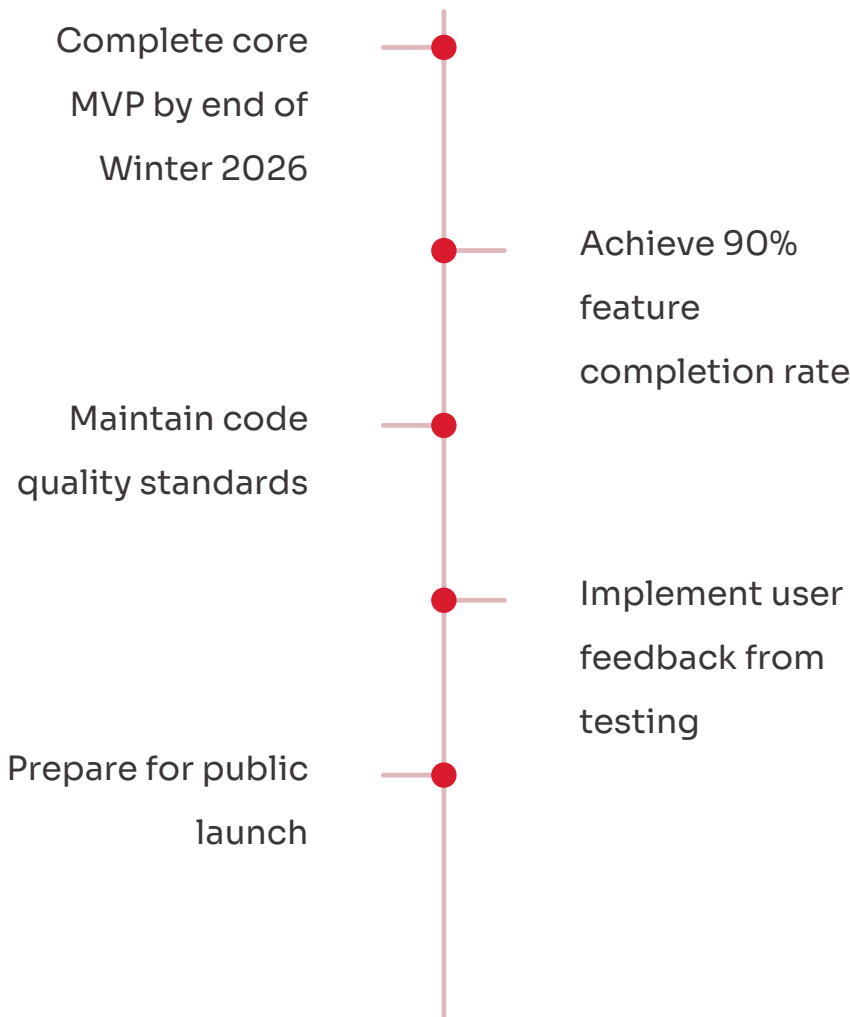 Complete core
MVP by end of
Winter 2026
Achieve 90%
feature
completion rate
Maintain code
quality standards
Implement user
feedback from
testing
Prepare for public
launch